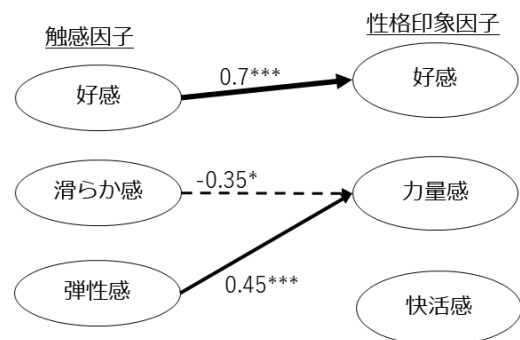 触感因子
性格印象因子
好感
0.7***
好感
滑らか感
-0.35*
力量感
弾性感
0.45***
快活感